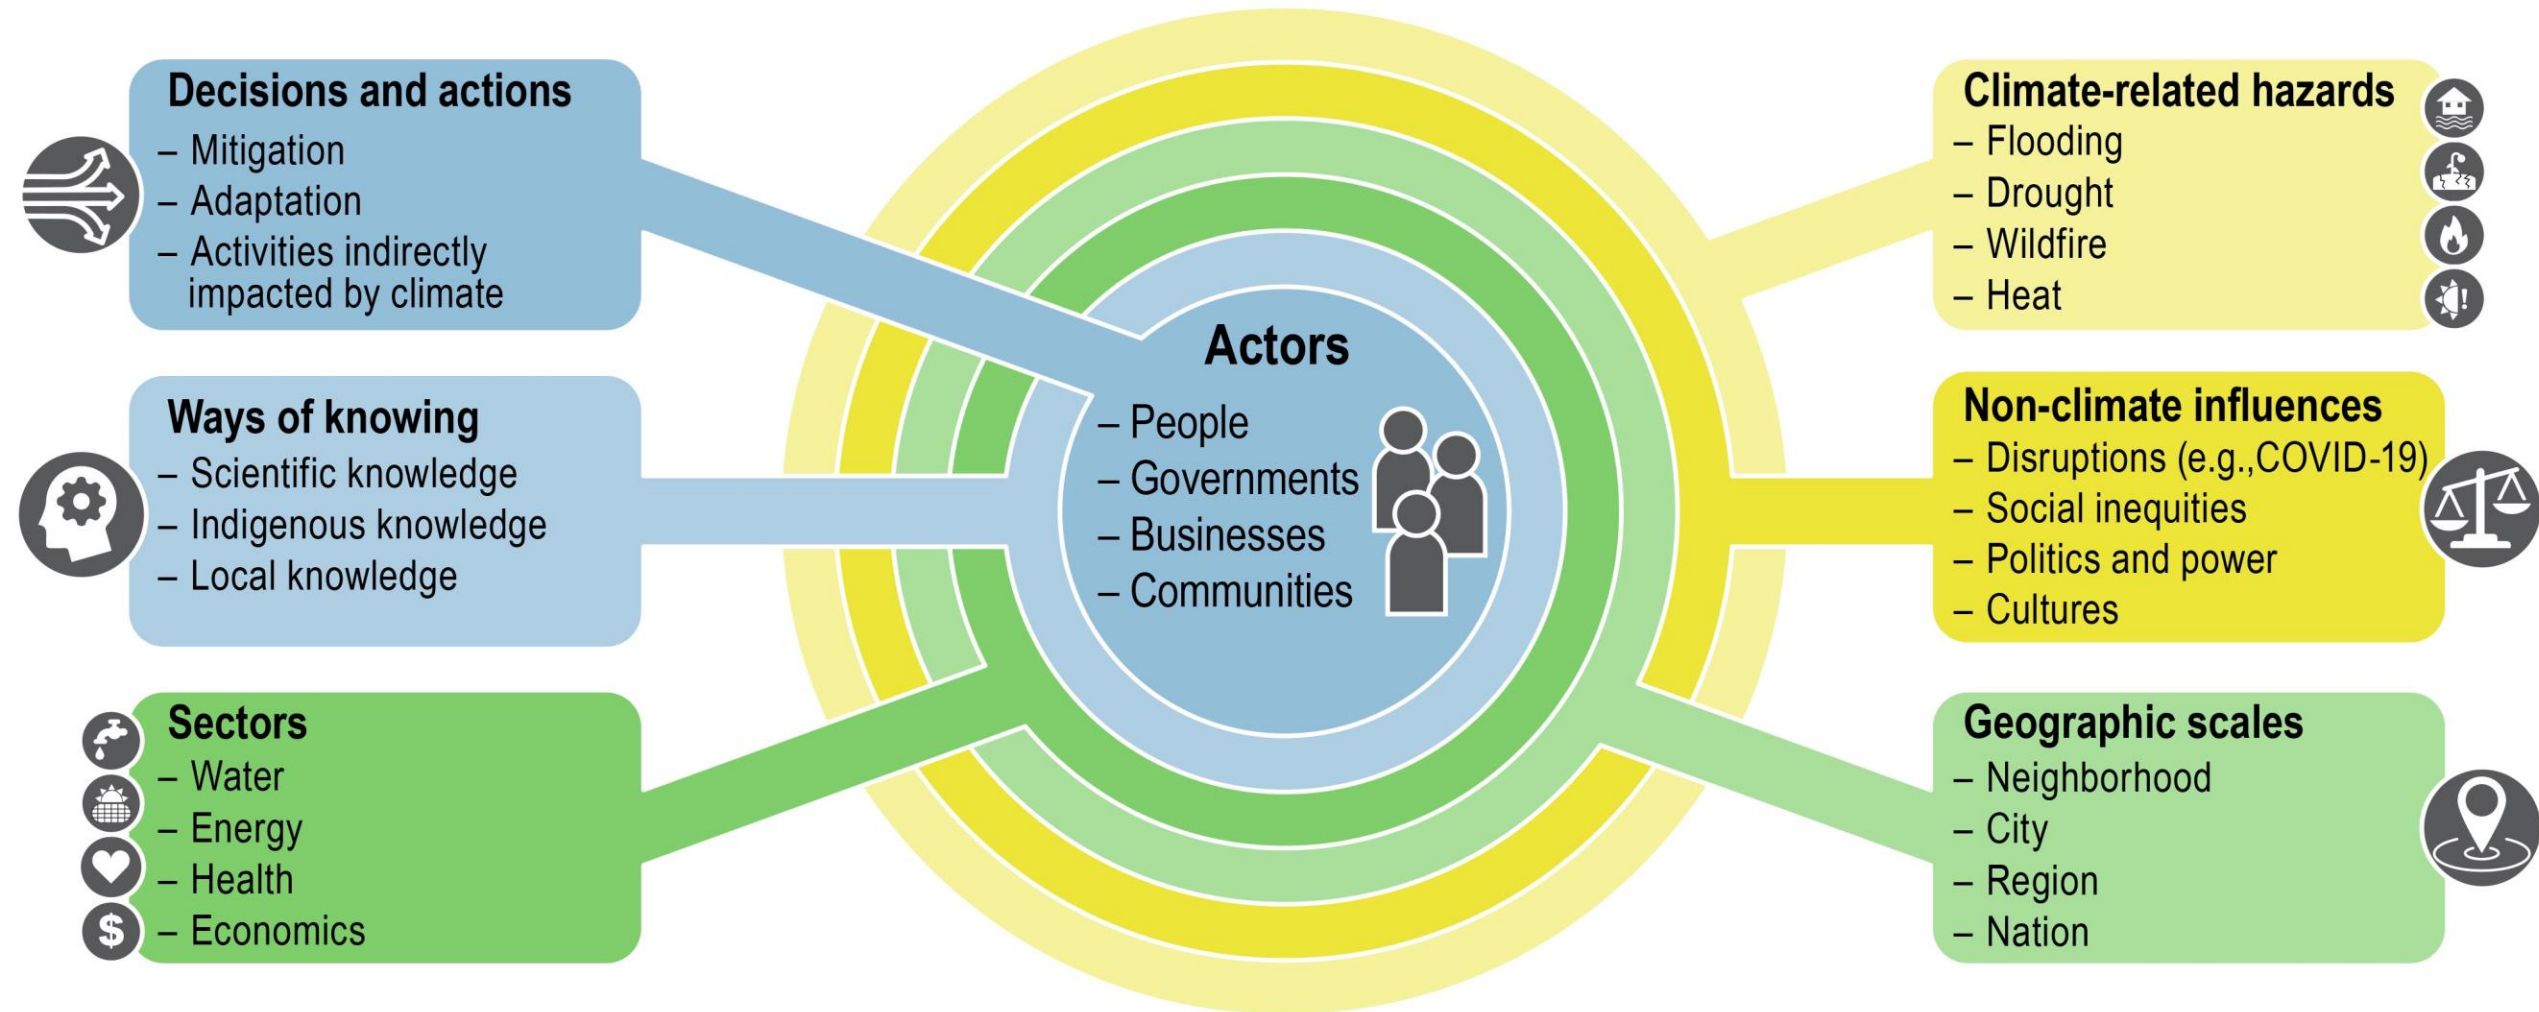 Decisions and actions
– Mitigation
– Adaptation
– Activities indirectly
impacted by climate
Ways of knowing
– Scientific knowledge
– Indigenous knowledge
– Local knowledge
Sectors
– Water
– Energy
– Health
– Economics
$
Actors
– People
– Governments
– Businesses
– Communities
Climate-related hazards
– Flooding
– Drought
– Wildfire
– Heat
!
Non-climate influences
– Disruptions (e.g.,COVID-19)
– Social inequities
– Politics and power
– Cultures
Geographic scales
– Neighborhood
– City
– Region
– Nation